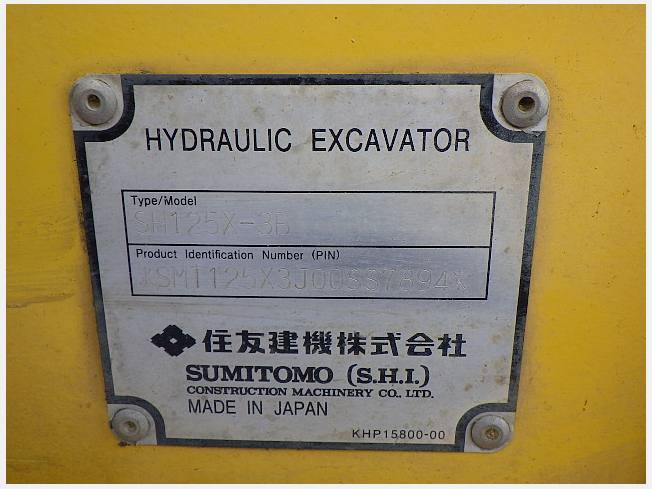 HYDRAULIC EXCAVATOR
Type/Model
SH125X-3B
Product Identification Number (PIN)
*SMT125X3J00SS7894*
住友建機株式会社
SUMITOMO (S.H.I.)
CONSTRUCTION MACHINERY CO., LTD.
MADE IN JAPAN
KHP15800-00